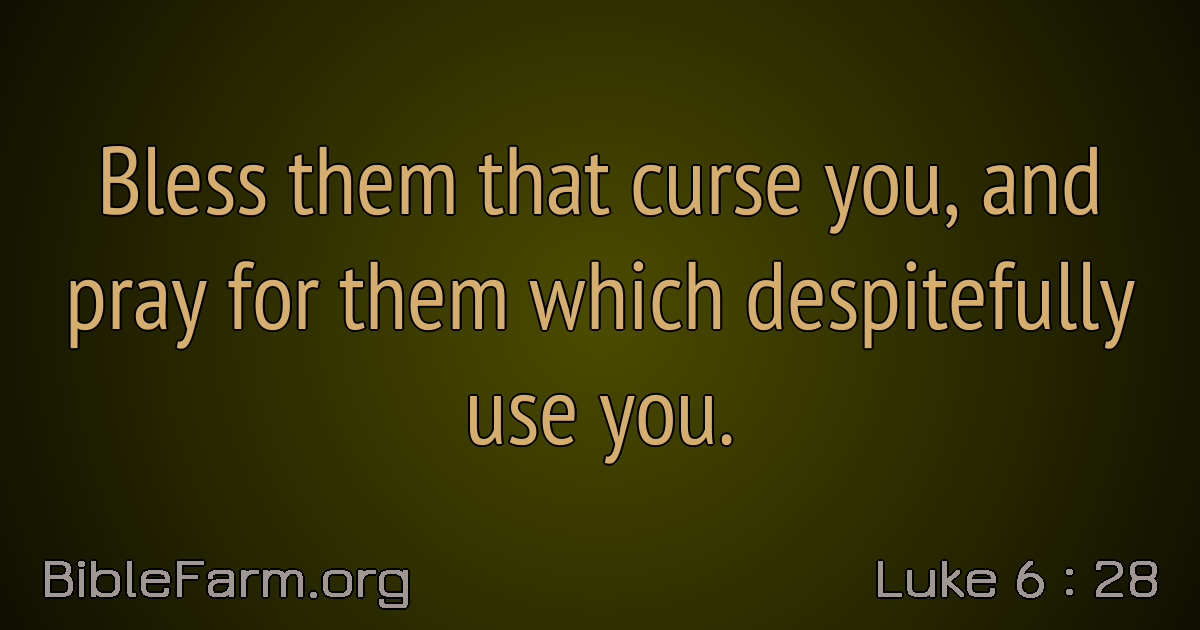 Bless them that curse you, and
pray for them which despitefully
use you.
BibleFarm.org
Luke 6 : 28